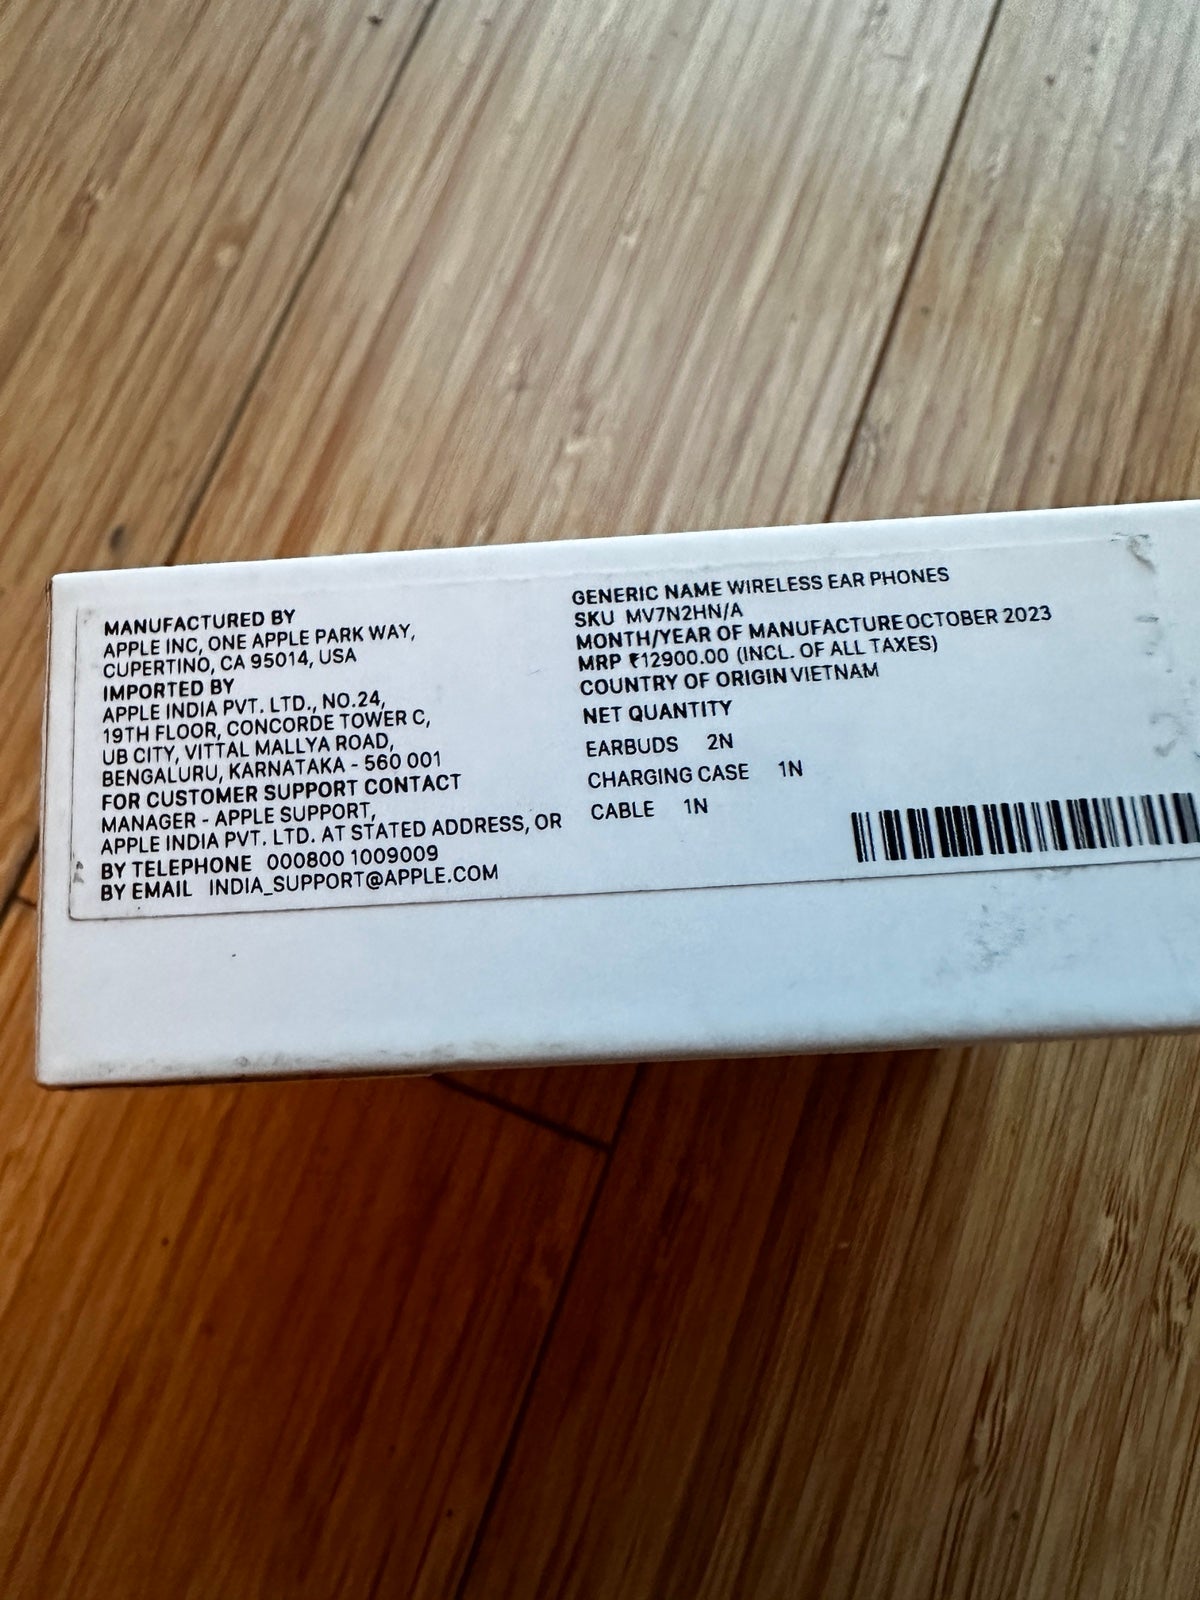 MANUFACTURED BY
APPLE INC, ONE APPLE PARK WAY,
CUPERTINO, CA 95014, USA
IMPORTED BY
APPLE INDIA PVT. LTD., NO.24,
19TH FLOOR, CONCORDE TOWER C,
UB CITY, VITTAL MALLYA ROAD,
BENGALURU, KARNATAKA - 560 001
FOR CUSTOMER SUPPORT CONTACT
MANAGER - APPLE SUPPORT,
APPLE INDIA PVT. LTD. AT STATED ADDRESS, OR
BY TELEPHONE 000800 1009009
BY EMAIL INDIA_SUPPORT@APPLE.COM
GENERIC NAME WIRELESS EAR PHONES
SKU MV7N2HN/A
MONTH/YEAR OF MANUFACTURE OCTOBER 2023
MRP ₹12900.00 (INCL. OF ALL TAXES)
COUNTRY OF ORIGIN VIETNAM
NET QUANTITY
EARBUDS 2N
CHARGING CASE 1N
CABLE 1N